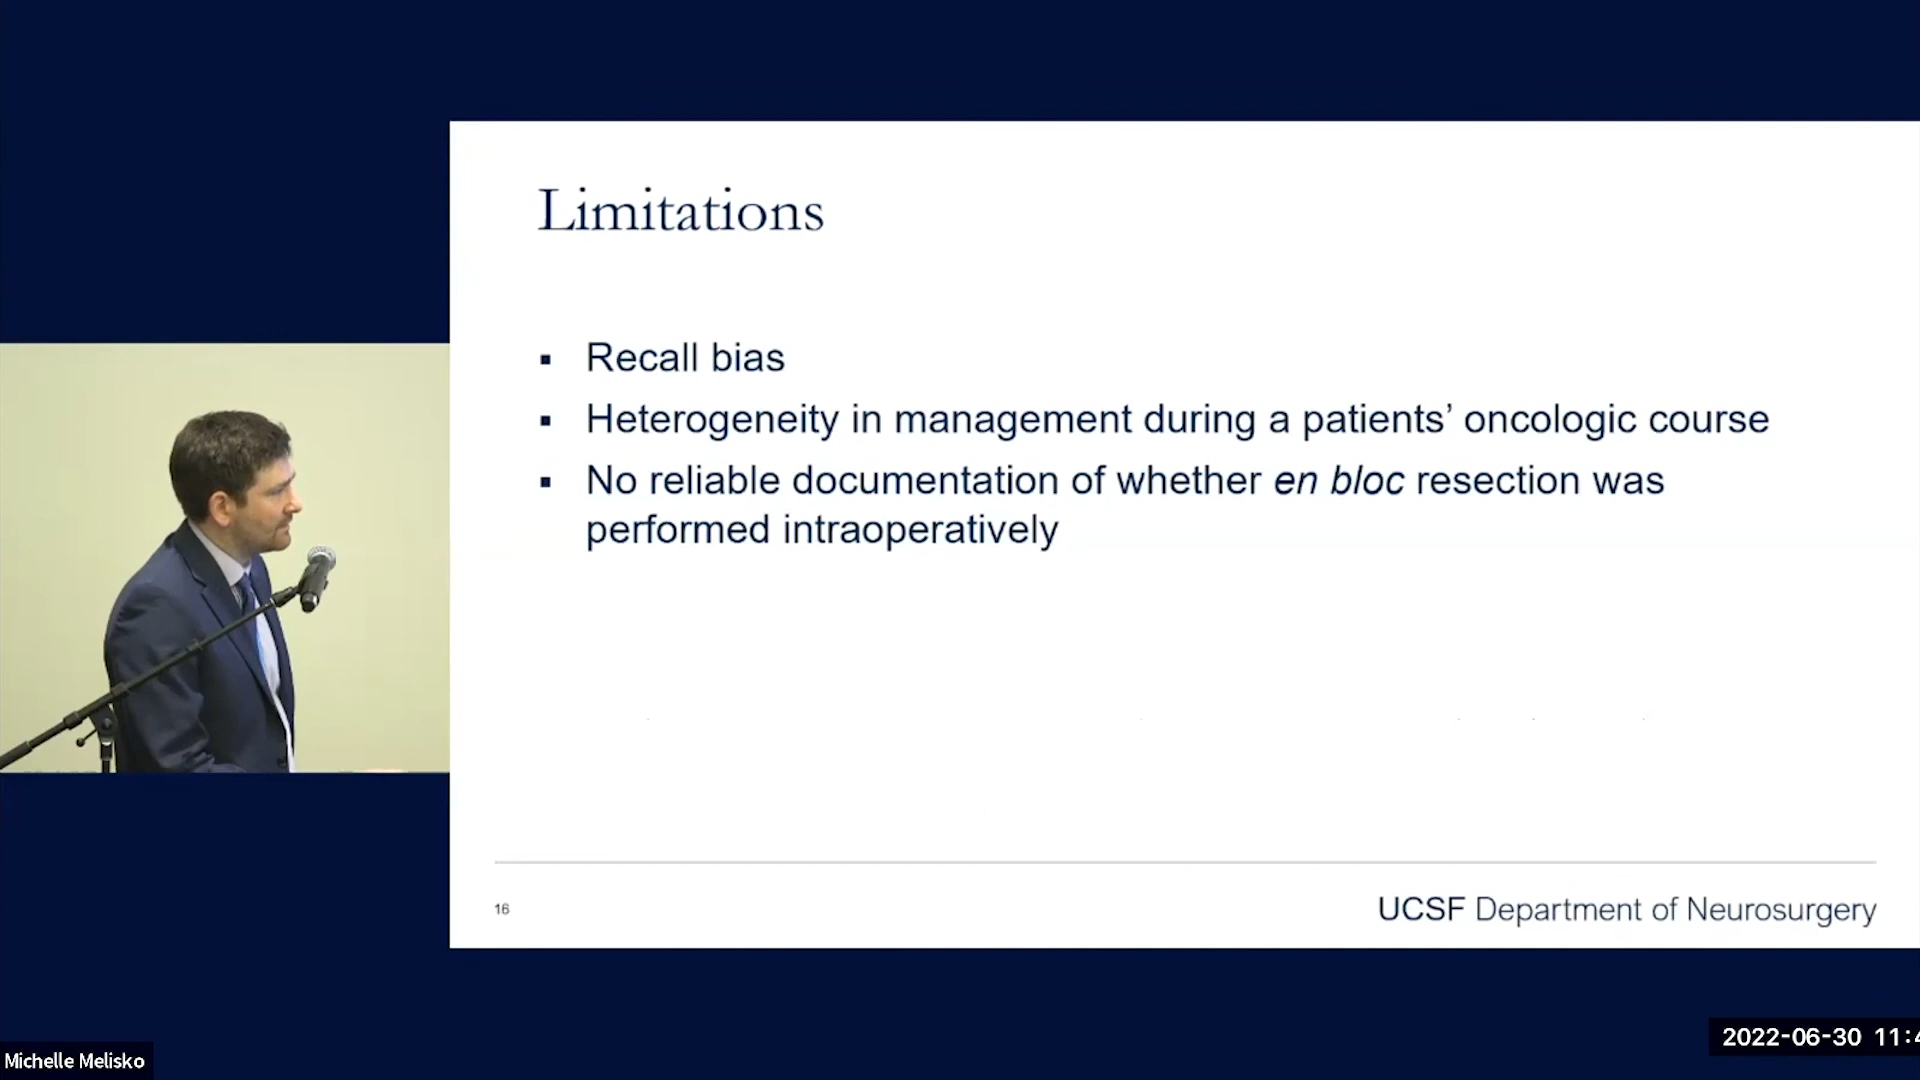 Limitations
▪ Recall bias
▪ Heterogeneity in management during a patients’ oncologic course
▪ No reliable documentation of whether en bloc resection was
performed intraoperatively
16
UCSF Department of Neurosurgery
2022-06-30 11:4
Michelle Melisko